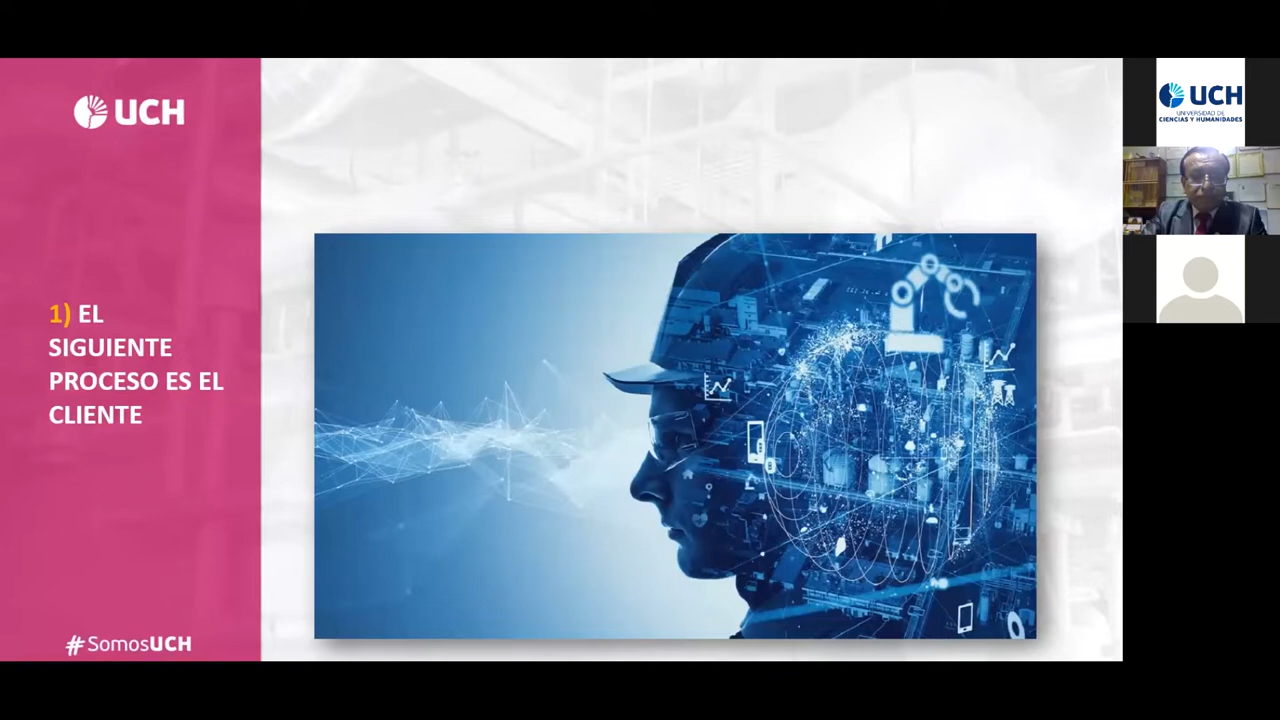 UCH
1) EL
SIGUIENTE
PROCESO ES EL
CLIENTE
#SomosUCH
UCH
UNIVERSIDAD DE
CIENCIAS Y HUMANIDADES